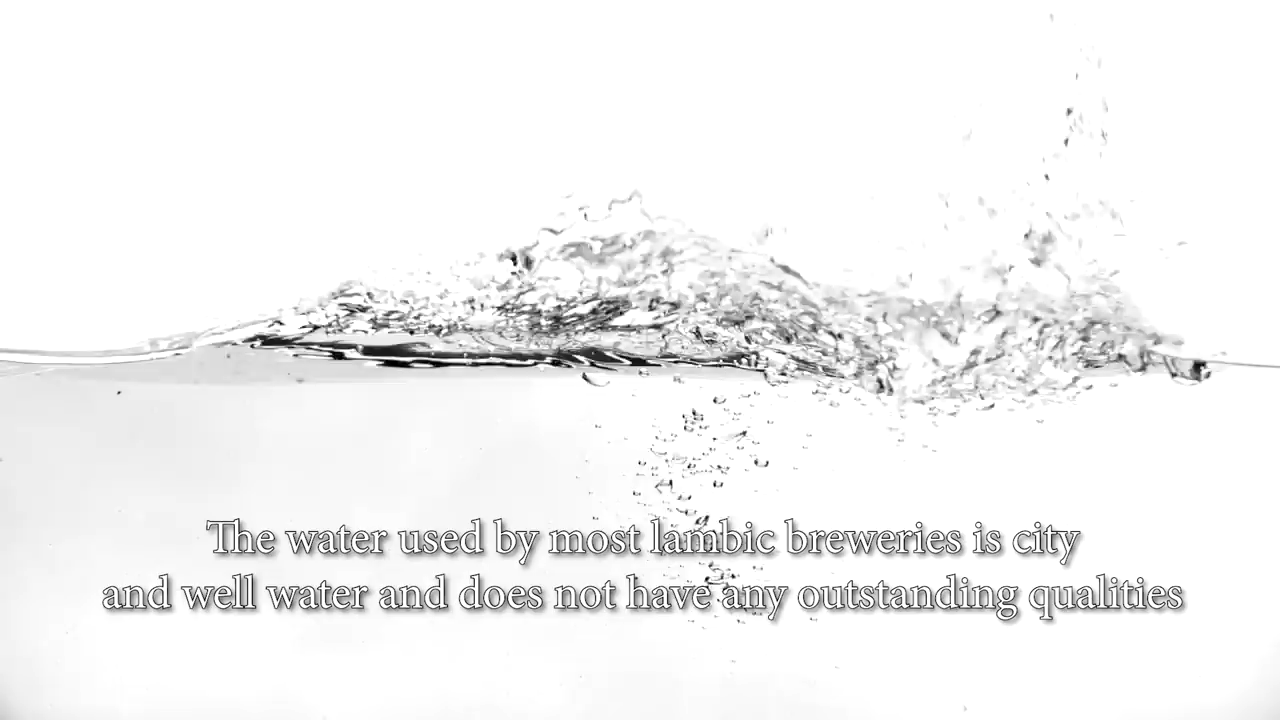 The water used by most lambic breweries is city
and well water and does not have any outstanding qualities